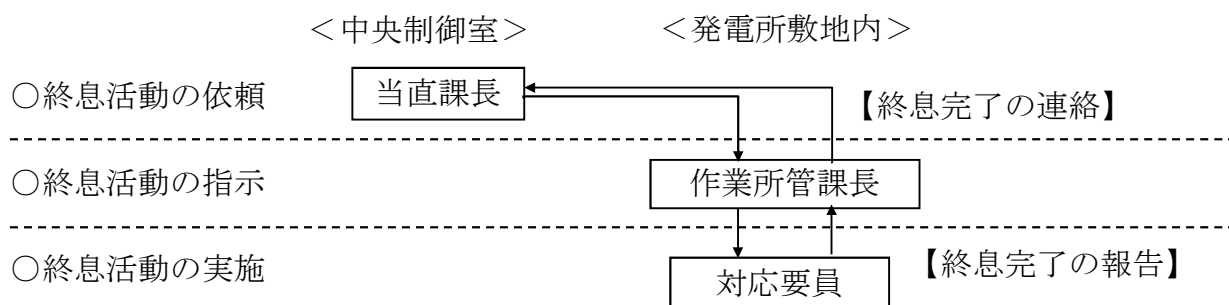 ＜中央制御室＞ ＜発電所敷地内＞
○終息活動の依頼 当直課長 【終息完了の連絡】
○終息活動の指示 作業所管課長
○終息活動の実施 対応要員 【終息完了の報告】